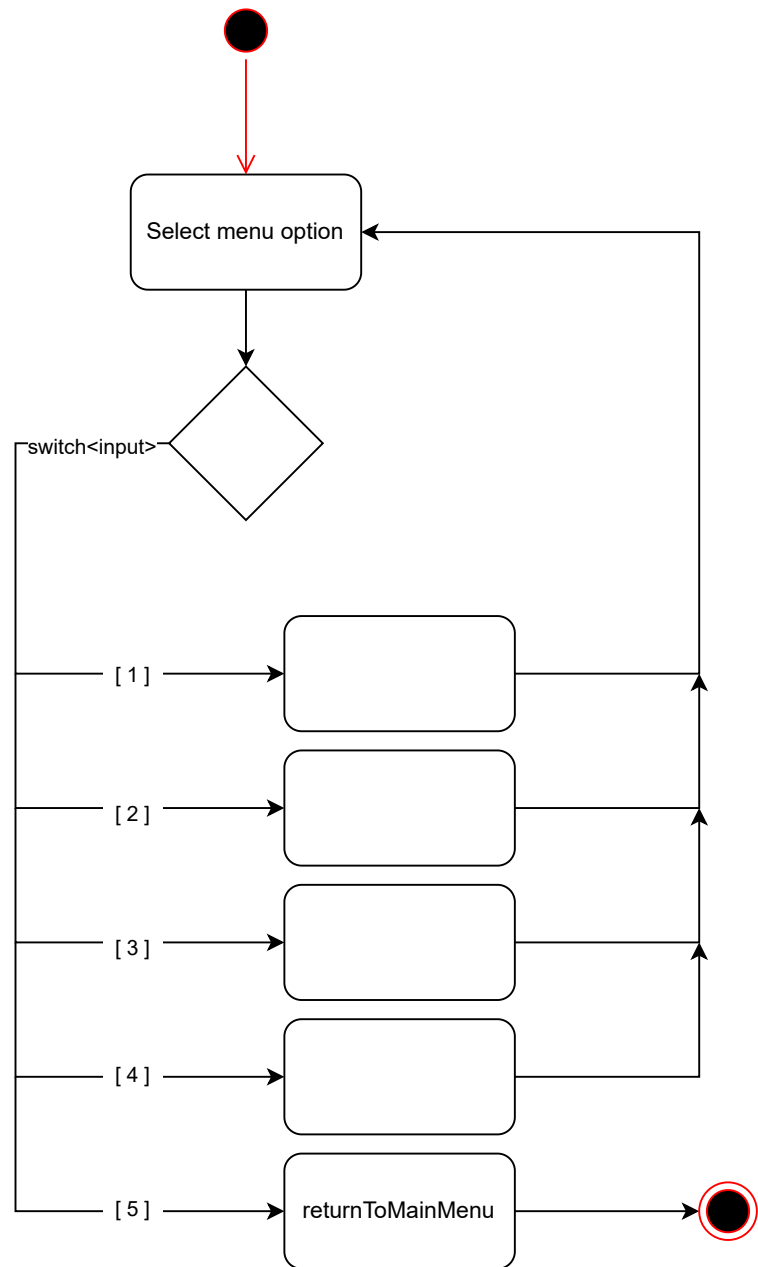 Select menu option
switch<input>
[ 1 ]
[ 2 ]
[ 3 ]
[ 4 ]
[ 5 ]
returnToMainMenu